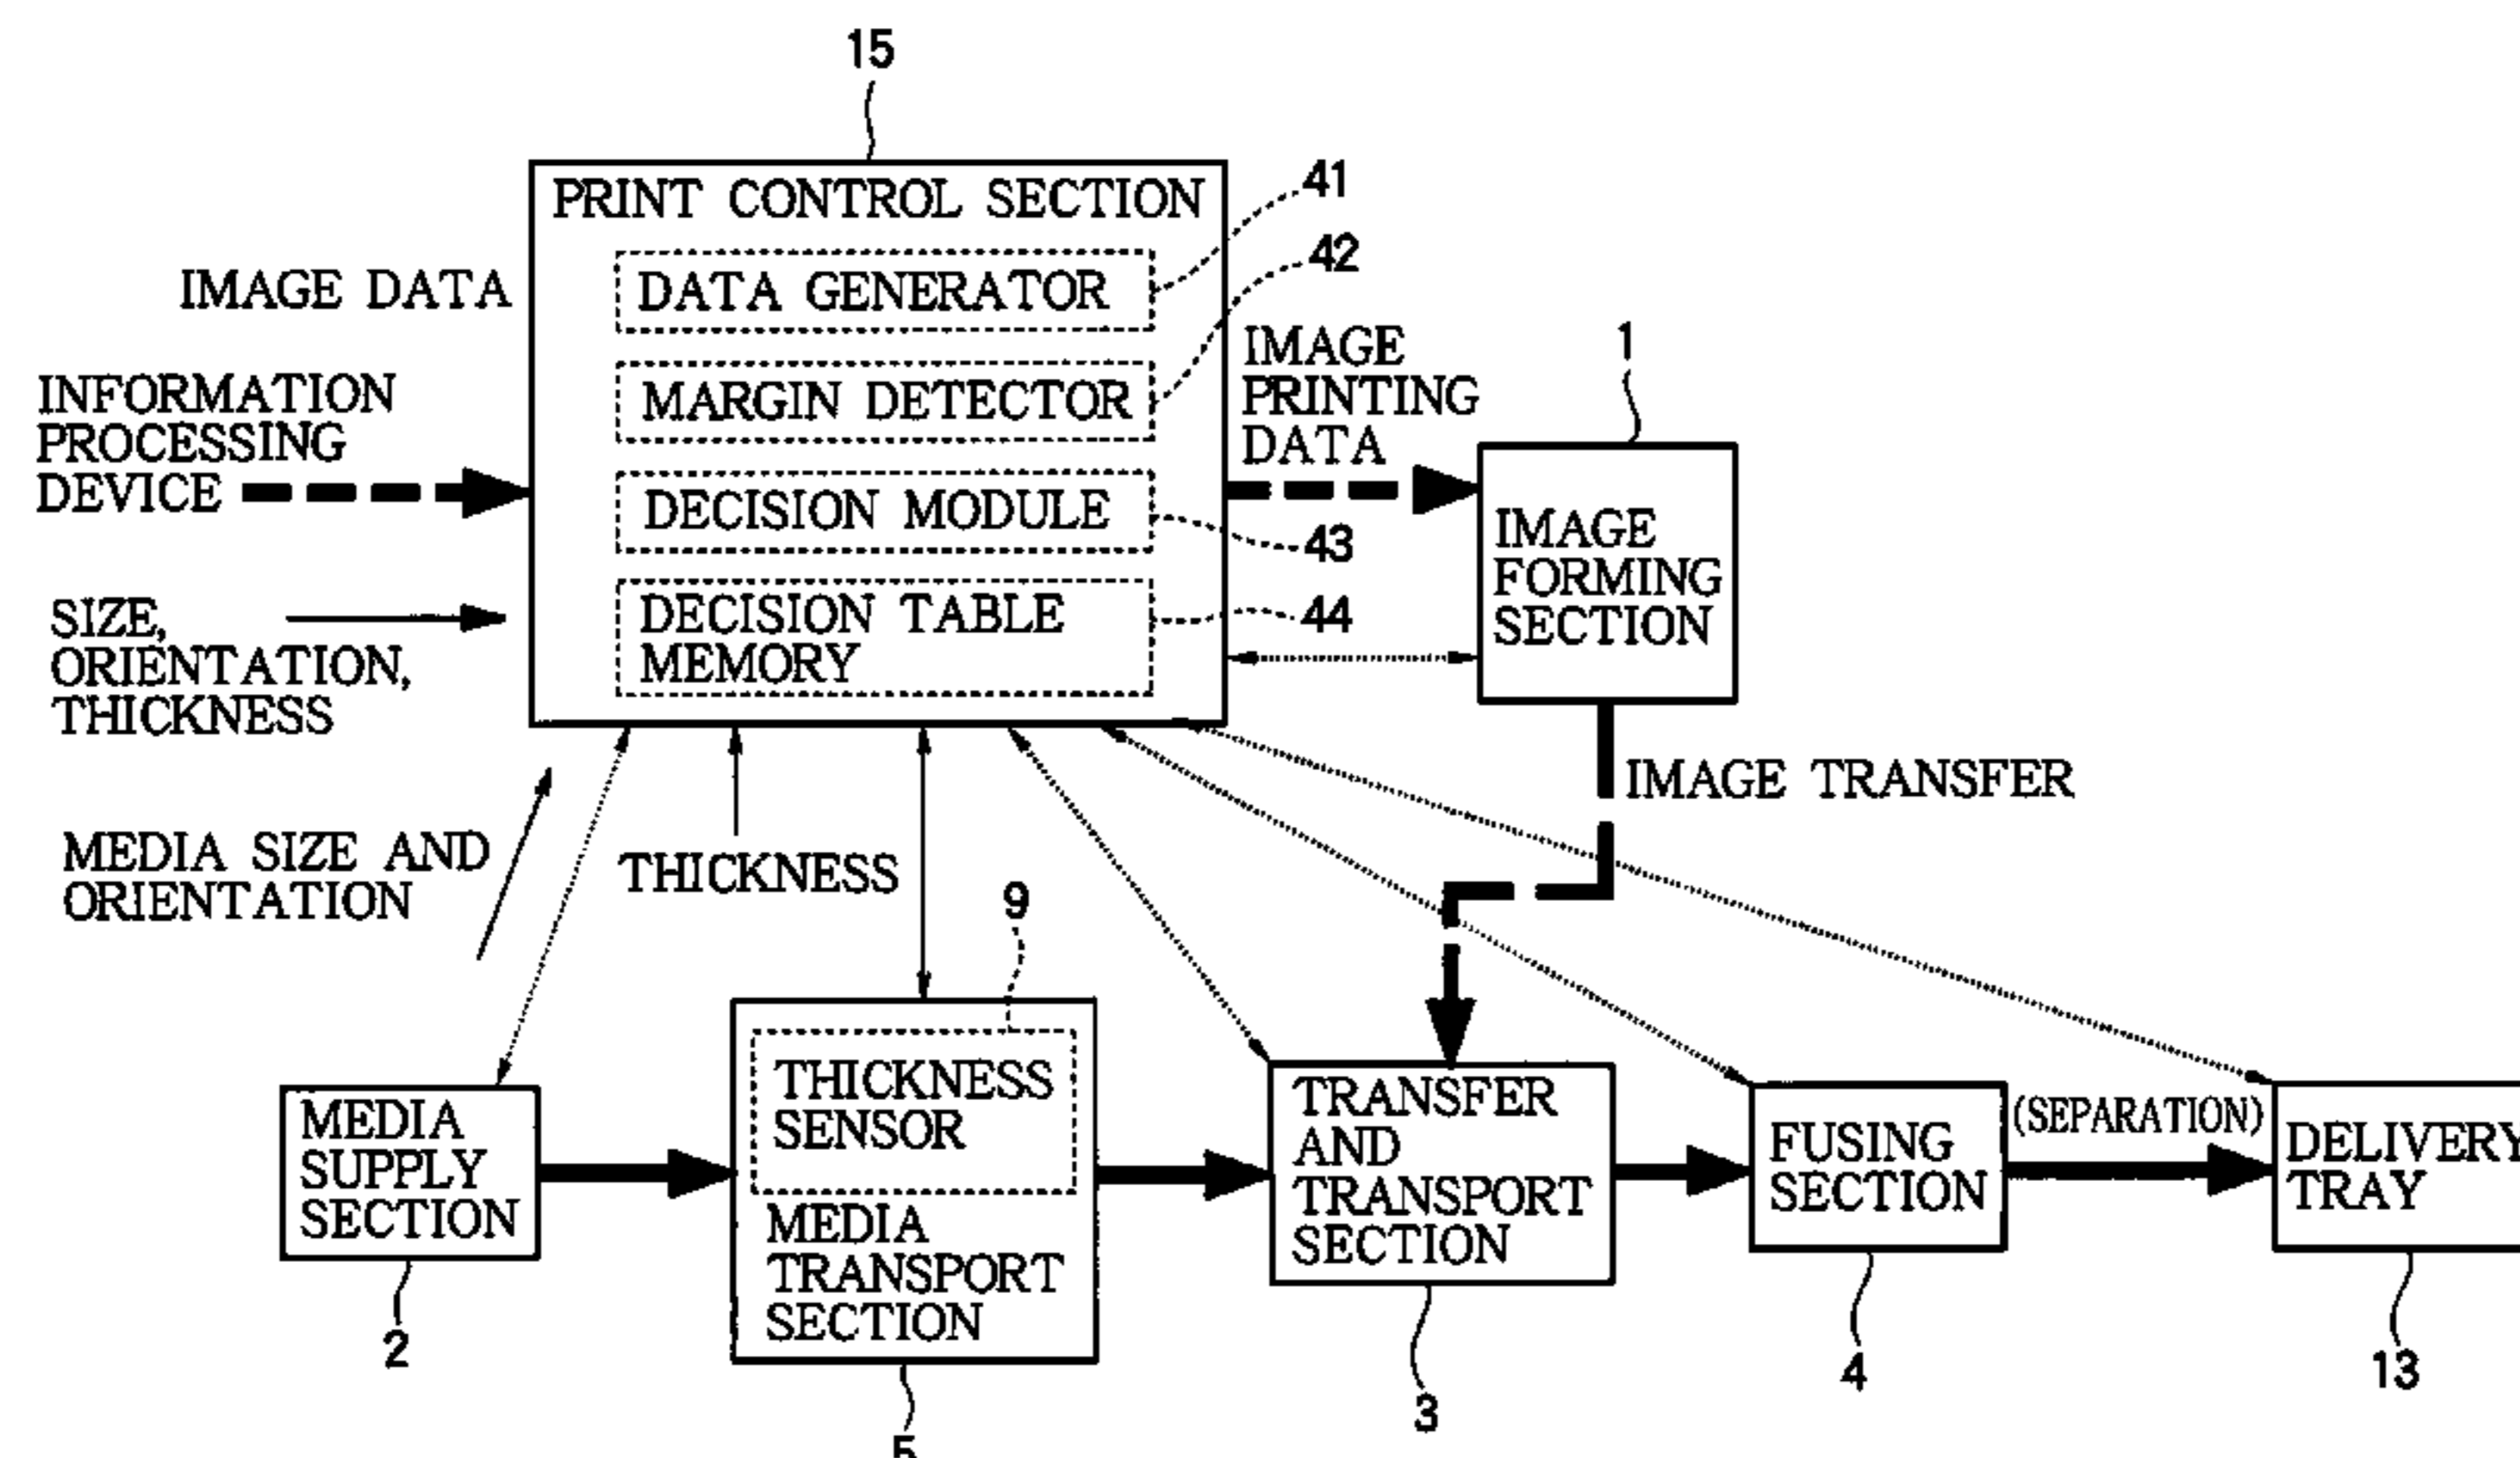 15
PRINT CONTROL SECTION
41
DATA GENERATOR
42
MARGIN DETECTOR
DECISION MODULE
43
DECISION TABLE
MEMORY
44
IMAGE DATA
INFORMATION
PROCESSING
DEVICE
SIZE,
ORIENTATION,
THICKNESS
IMAGE
PRINTING
DATA
1
IMAGE
FORMING
SECTION
IMAGE TRANSFER
MEDIA SIZE AND
ORIENTATION
THICKNESS
9
MEDIA
SUPPLY
SECTION
2
THICKNESS
SENSOR
MEDIA
TRANSPORT
SECTION
5
TRANSFER
AND
TRANSPORT
SECTION
3
FUSING
SECTION
4
(SEPARATION)
DELIVERY
TRAY
13